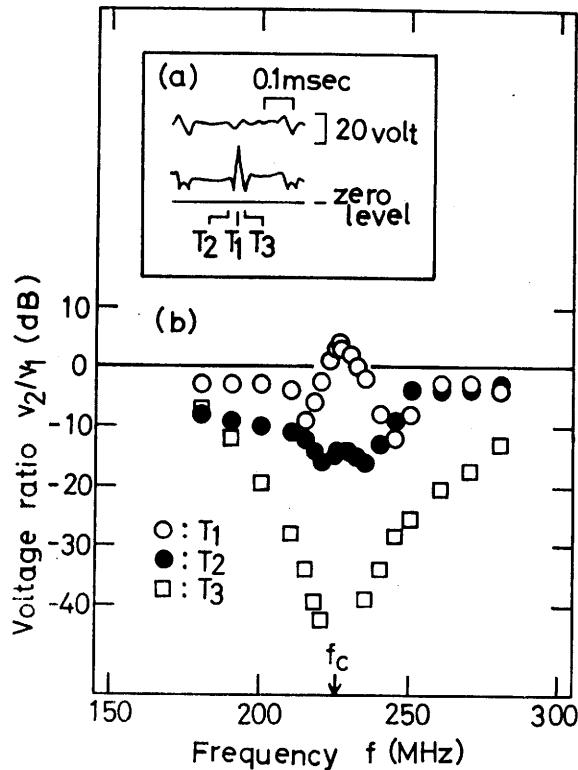 (a)
0.1msec
20 volt
zero
level
T2 T1 T3
(b)
10
0
-10
-20
-30
-40
Voltage ratio v2/v1 (dB)
○ : T1
● : T2
□ : T3
fc
150 200 250 300
Frequency f (MHz)